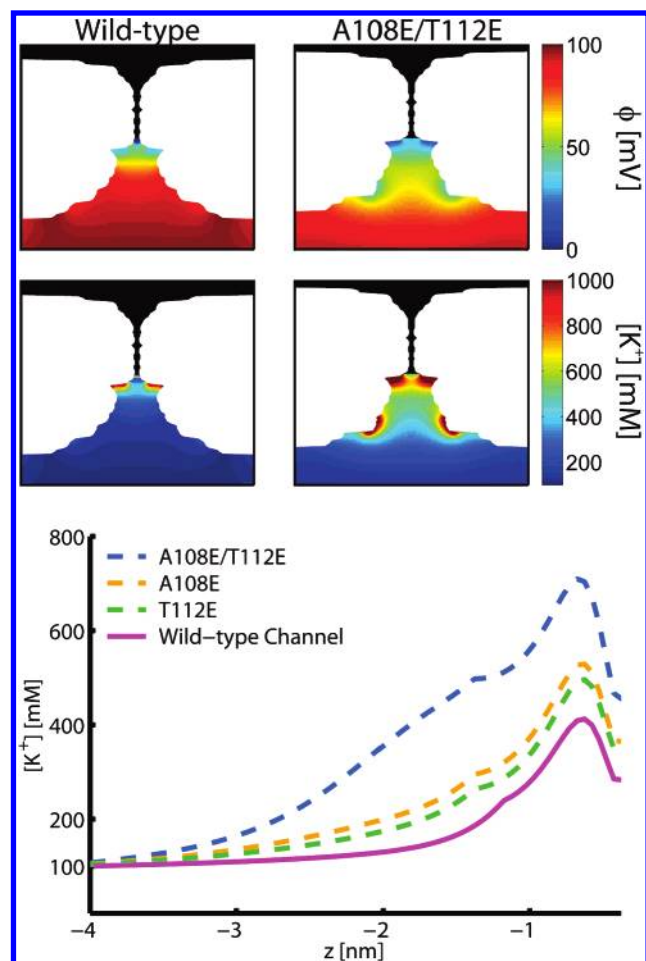 Wild-type
A108E/T112E
100
50
0
ϕ [mV]
1000
800
600
400
200
[K⁺] [mM]
800
600
400
200
100
[K⁺] [mM]
A108E/T112E
A108E
T112E
Wild-type Channel
−4
−3
−2
−1
z [nm]